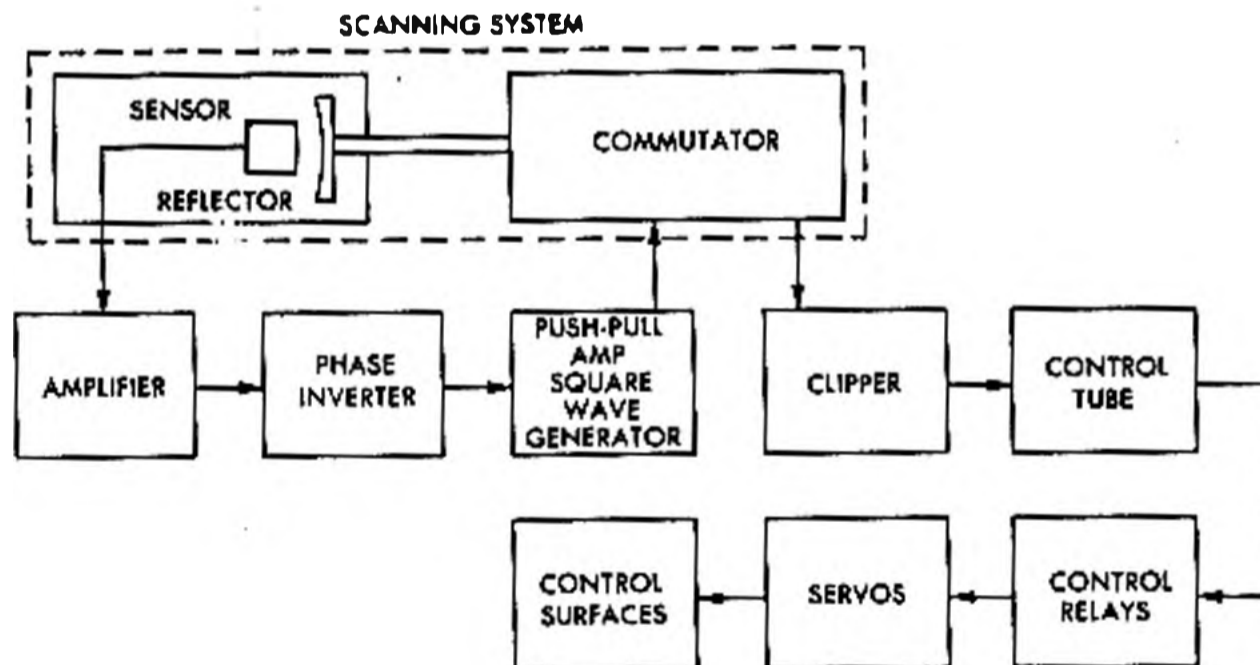 SCANNING SYSTEM
SENSOR
REFLECTOR
COMMUTATOR
AMPLIFIER
PHASE
INVERTER
PUSH-PULL
AMP
SQUARE
WAVE
GENERATOR
CLIPPER
CONTROL
TUBE
CONTROL
SURFACES
SERVOS
CONTROL
RELAYS